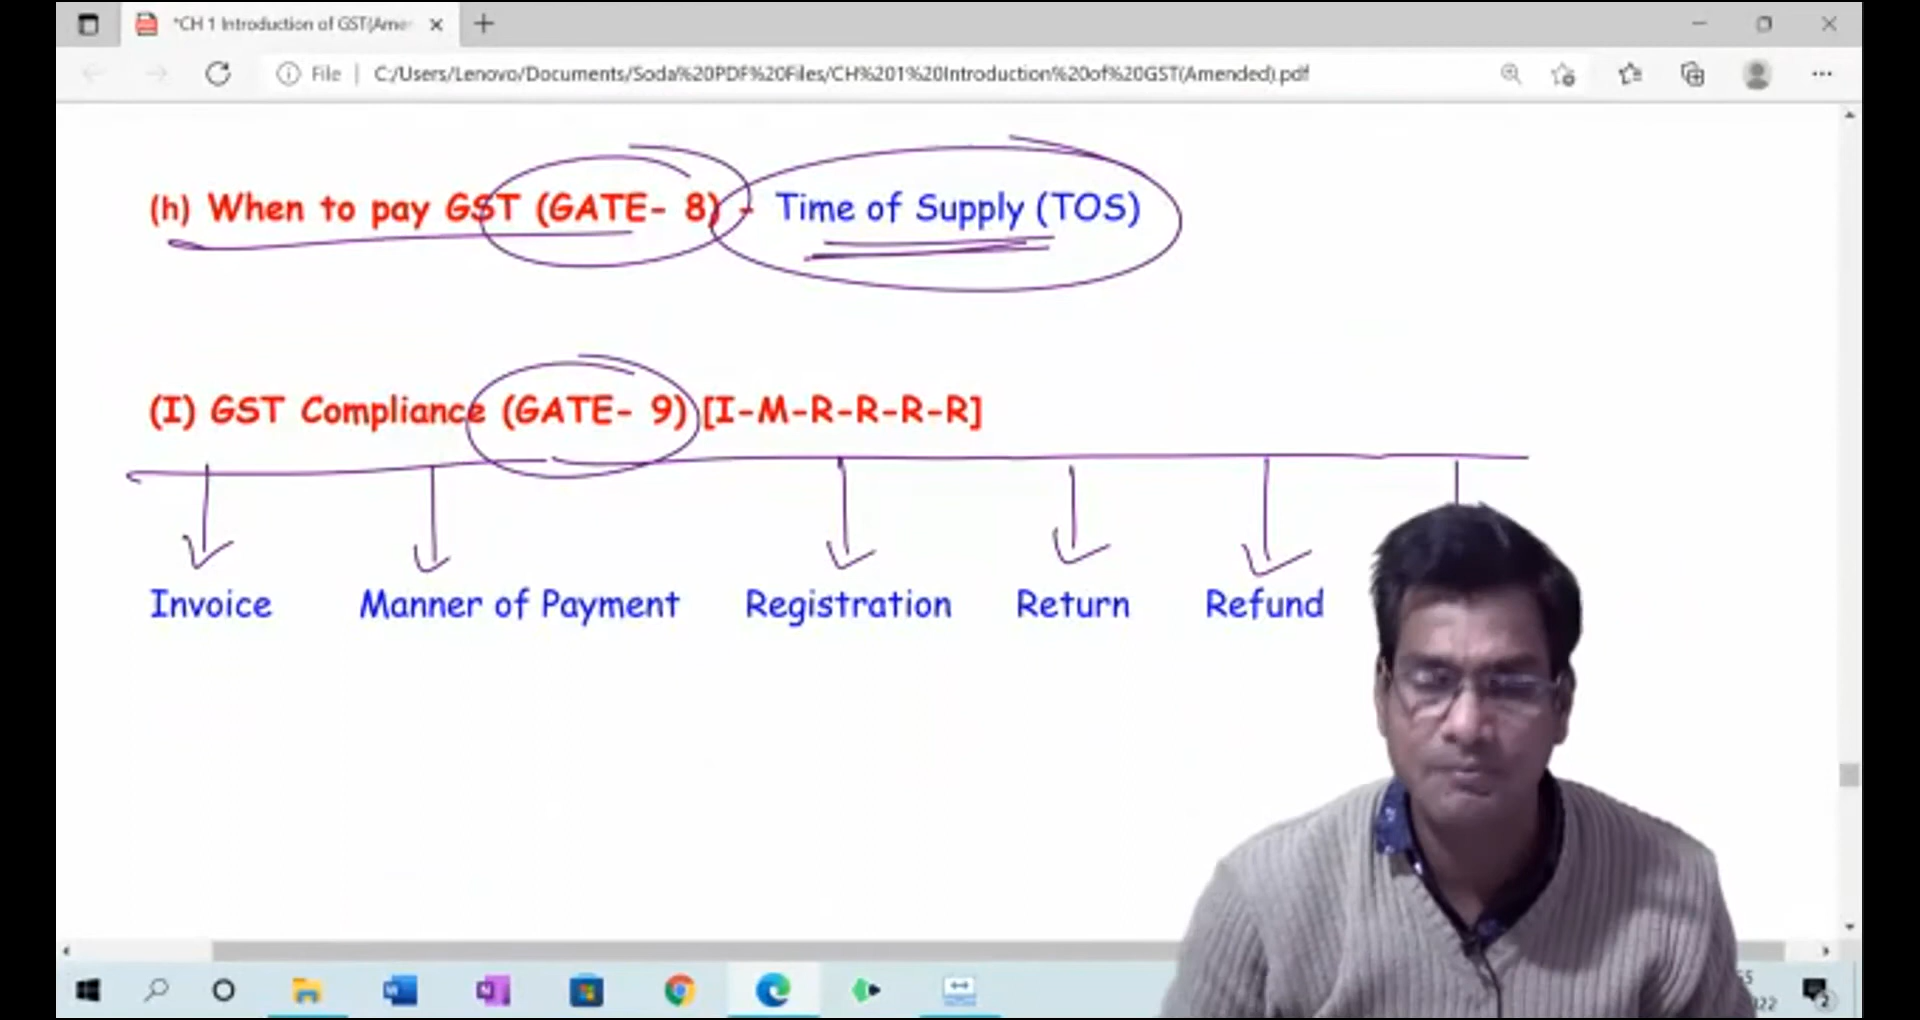 *CH 1 Introduction of GST(Ame
File | C:/Users/Lenovo/Documents/Soda%20PDF%20Files/CH%201%20Introduction%20of%20GST(Amended).pdf
(h) When to pay GST (GATE- 8) - Time of Supply (TOS)
(I) GST Compliance (GATE- 9) [I-M-R-R-R-R]
Invoice Manner of Payment Registration Return Refund